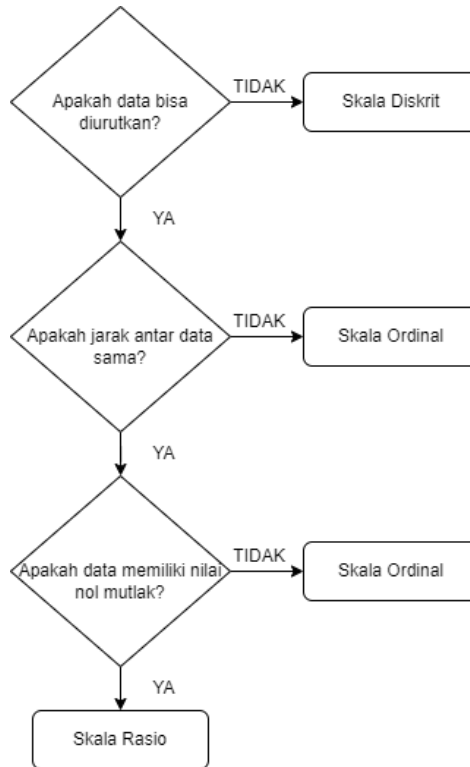 Apakah data bisa
diurutkan?
TIDAK
Skala Diskrit
YA
Apakah jarak antar data
sama?
TIDAK
Skala Ordinal
YA
Apakah data memiliki nilai
nol mutlak?
TIDAK
Skala Ordinal
YA
Skala Rasio